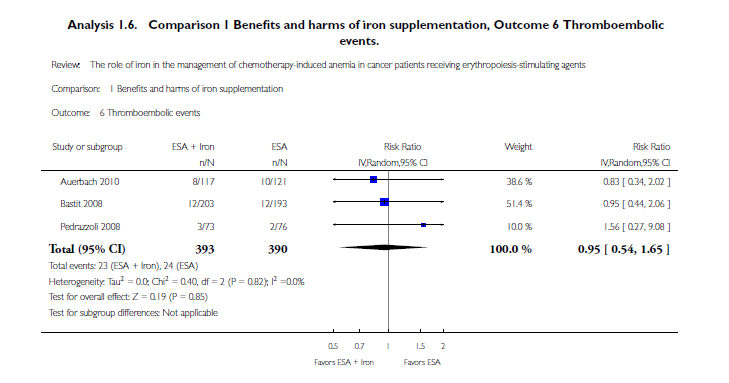 Analysis 1.6. Comparison 1 Benefits and harms of iron supplementation, Outcome 6 Thromboembolic
events.
Review: The role of iron in the management of chemotherapy-induced anemia in cancer patients receiving erythropoiesis-stimulating agents
Comparison: 1 Benefits and harms of iron supplementation
Outcome: 6 Thromboembolic events
Study or subgroup ESA + Iron ESA Risk Ratio Weight Risk Ratio
n/N n/N IV,Random,95% CI IV,Random,95% CI
Auerbach 2010 8/117 10/121 38.6 % 0.83 [ 0.34, 2.02 ]
Bastit 2008 12/203 12/193 51.4 % 0.95 [ 0.44, 2.06 ]
Pedrazzoli 2008 3/73 2/76 10.0 % 1.56 [ 0.27, 9.08 ]
Total (95% CI) 393 390 100.0 % 0.95 [ 0.54, 1.65 ]
Total events: 23 (ESA + Iron), 24 (ESA)
Heterogeneity: Tau² = 0.0; Chi² = 0.40, df = 2 (P = 0.82); I² =0.0%
Test for overall effect: Z = 0.19 (P = 0.85)
Test for subgroup differences: Not applicable
0.5 0.7 1 1.5 2
Favors ESA + Iron Favors ESA